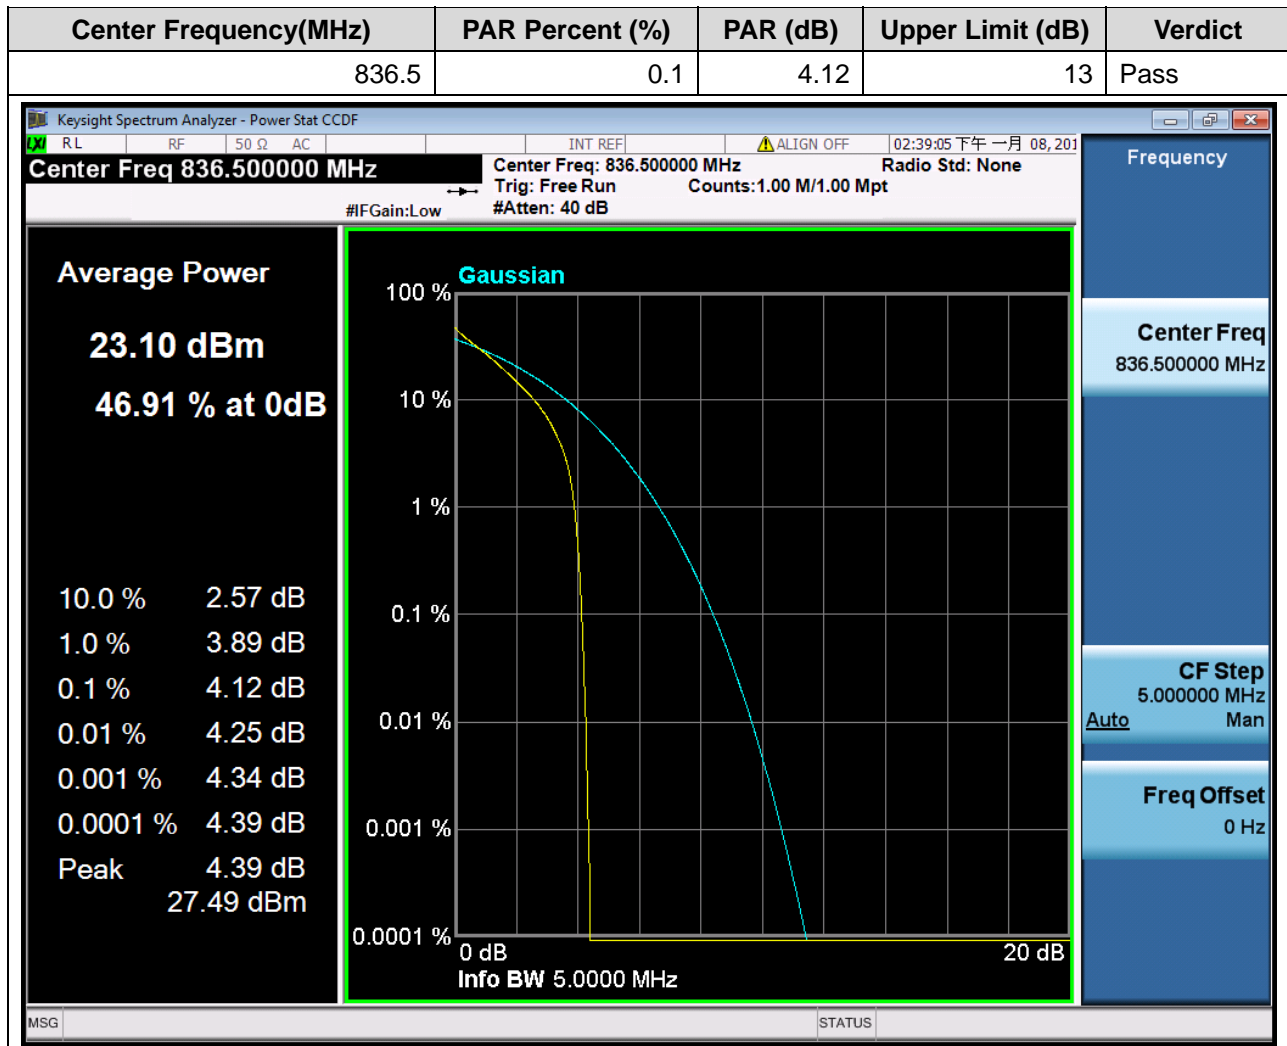 Center Frequency(MHz) PAR Percent (%) PAR (dB) Upper Limit (dB) Verdict
836.5 0.1 4.12 13 Pass
Keysight Spectrum Analyzer - Power Stat CCDF
LXI RL RF 50 Ω AC INT REF ALIGN OFF 02:39:05 下午 一月 08, 201
Center Freq 836.500000 MHz
Center Freq: 836.500000 MHz Radio Std: None
Trig: Free Run Counts:1.00 M/1.00 Mpt
#IFGain:Low #Atten: 40 dB
Average Power
23.10 dBm
46.91 % at 0dB
10.0 % 2.57 dB
1.0 % 3.89 dB
0.1 % 4.12 dB
0.01 % 4.25 dB
0.001 % 4.34 dB
0.0001 % 4.39 dB
Peak 4.39 dB
27.49 dBm
Gaussian
100 %
10 %
1 %
0.1 %
0.01 %
0.001 %
0.0001 %
0 dB 20 dB
Info BW 5.0000 MHz
Frequency
Center Freq
836.500000 MHz
CF Step
5.000000 MHz
Auto Man
Freq Offset
0 Hz
MSG STATUS